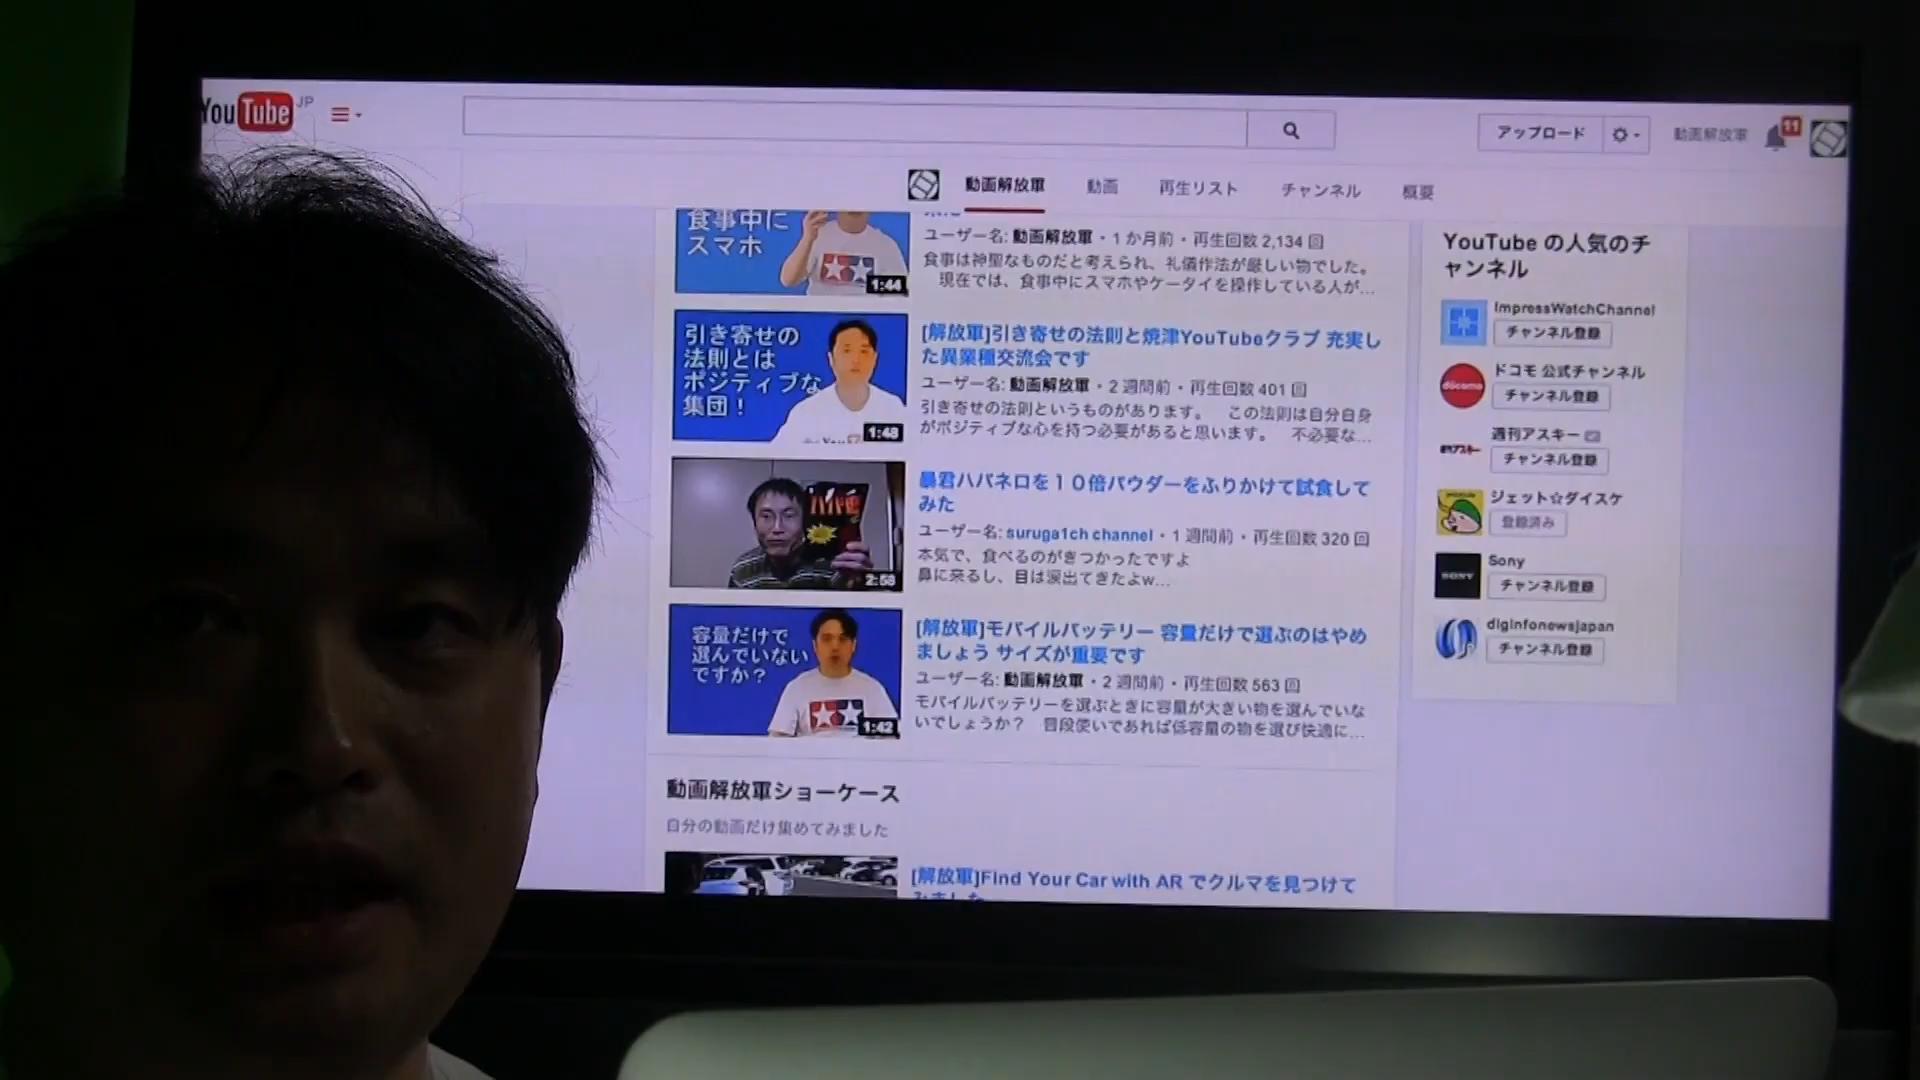 YouTube JP
アップロード
動画解放軍
11
動画解放軍 動画 再生リスト チャンネル 概要
食事中に
スマホ
1:44
ユーザー名: 動画解放軍・1 か月前・再生回数 2,134 回
食事は神聖なものだと考えられ、礼儀作法が厳しい物でした。
現在では、食事中にスマホやケータイを操作している人が...
引き寄せの
法則とは
ポジティブな
集団！
1:48
[解放軍]引き寄せの法則と焼津YouTubeクラブ 充実し
た異業種交流会です
ユーザー名: 動画解放軍・2 週間前・再生回数 401 回
引き寄せの法則というものがあります。 この法則は自分自身
がポジティブな心を持つ必要があると思います。 不必要な...
2:58
暴君ハバネロを１０倍パウダーをふりかけて試食して
みた
ユーザー名: suruga1ch channel・1 週間前・再生回数 320 回
本気で、食べるのがきつかったですよ
鼻に来るし、目は涙出てきたよw...
容量だけで
選んでいない
ですか？
1:42
[解放軍]モバイルバッテリー 容量だけで選ぶのはやめ
ましょう サイズが重要です
ユーザー名: 動画解放軍・2 週間前・再生回数 563 回
モバイルバッテリーを選ぶときに容量が大きい物を選んでいな
いでしょうか？ 普段使いであれば低容量の物を選び快適に...
動画解放軍ショーケース
自分の動画だけ集めてみました
[解放軍]Find Your Car with AR でクルマを見つけて
みました
YouTube の人気のチ
ャンネル
ImpressWatchChannel
チャンネル登録
docomo
ドコモ 公式チャンネル
チャンネル登録
週刊アスキー
チャンネル登録
ジェット☆ダイスケ
登録済み
SONY
Sony
チャンネル登録
diginfonewsjapan
チャンネル登録